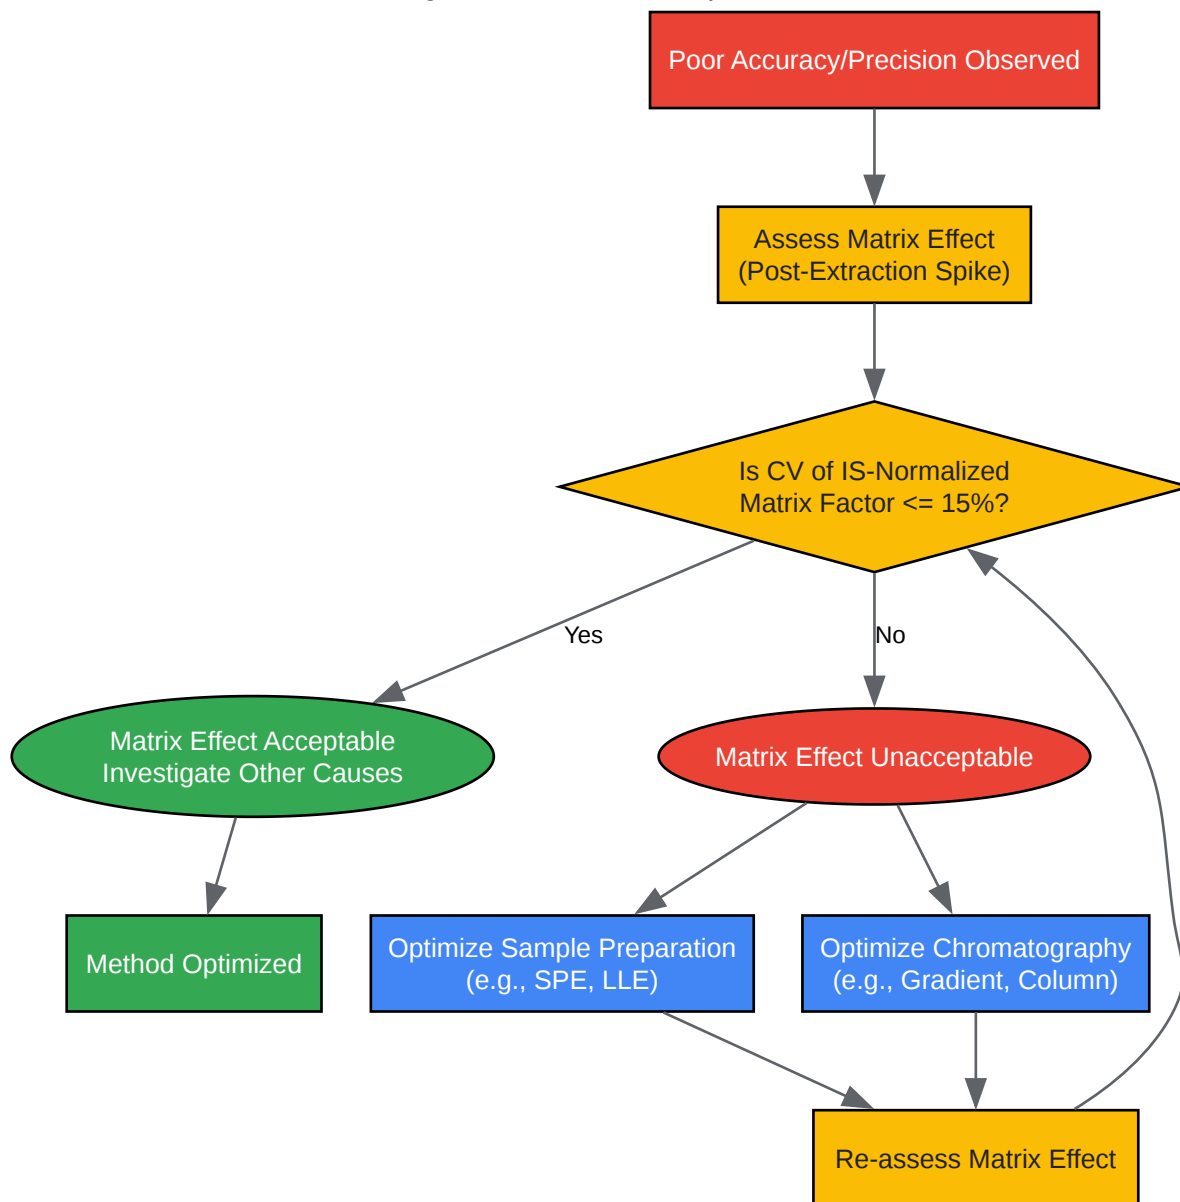 Poor Accuracy/Precision Observed
Assess Matrix Effect
(Post-Extraction Spike)
Is CV of IS-Normalized
Matrix Factor <= 15%?
Yes
No
Matrix Effect Acceptable
Investigate Other Causes
Matrix Effect Unacceptable
Method Optimized
Optimize Sample Preparation
(e.g., SPE, LLE)
Optimize Chromatography
(e.g., Gradient, Column)
Re-assess Matrix Effect